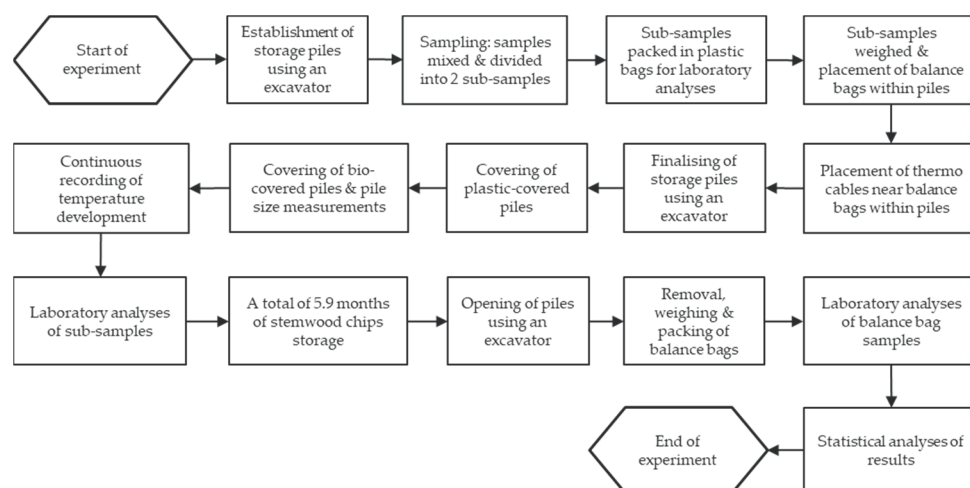 Start of
experiment
Establishment of
storage piles
using an
excavator
Sampling: samples
mixed & divided
into 2 sub-samples
Sub-samples
packed in plastic
bags for laboratory
analyses
Sub-samples
weighed &
placement of balance
bags within piles
Placement of thermo
cables near balance
bags within piles
Finalising of
storage piles
using an
excavator
Covering of
plastic-covered
piles
Covering of bio-
covered piles & pile
size measurements
Continuous
recording of
temperature
development
Laboratory analyses
of sub-samples
A total of 5.9 months
of stemwood chips
storage
Opening of piles
using an
excavator
Removal,
weighing &
packing of
balance bags
Laboratory analyses
of balance bag
samples
Statistical analyses of
results
End of
experiment